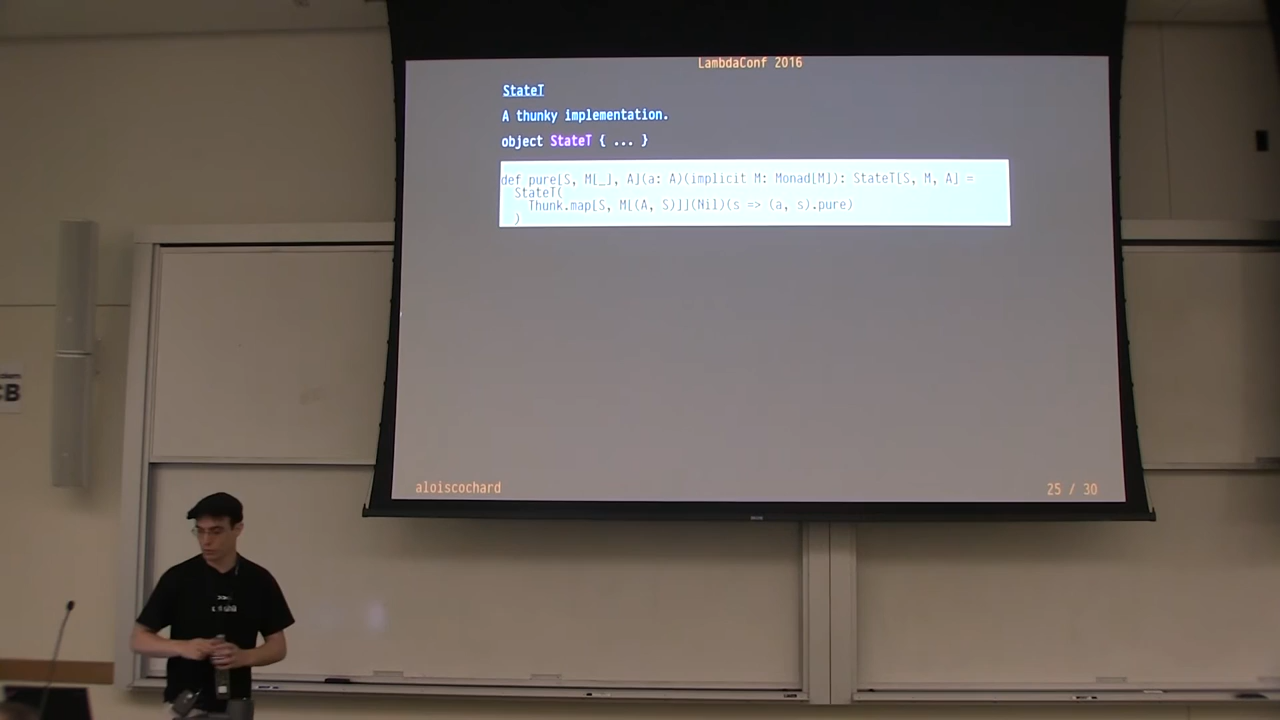 LambdaConf 2016
StateT
A thunky implementation.
object StateT { ... }
def pure[S, M[_], A](a: A)(implicit M: Monad[M]): StateT[S, M, A] =
StateT(
Thunk.map[S, M[(A, S)]](Nil)(s => (a, s).pure)
)
aloiscochard
25 / 30